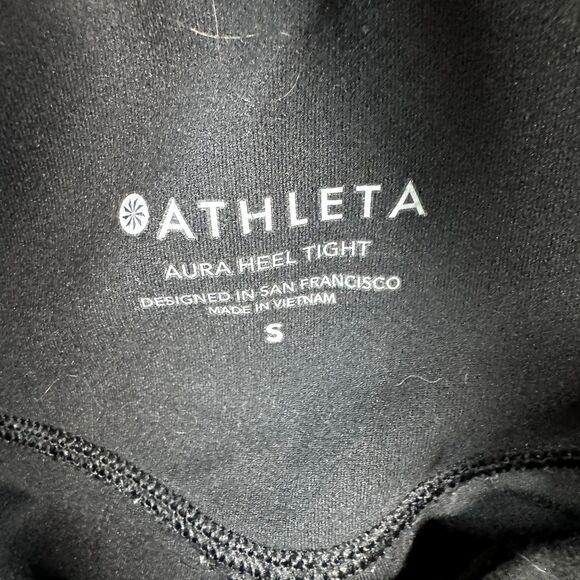 ATHLETA
AURA HEEL TIGHT
DESIGNED IN SAN FRANCISCO
MADE IN VIETNAM
S